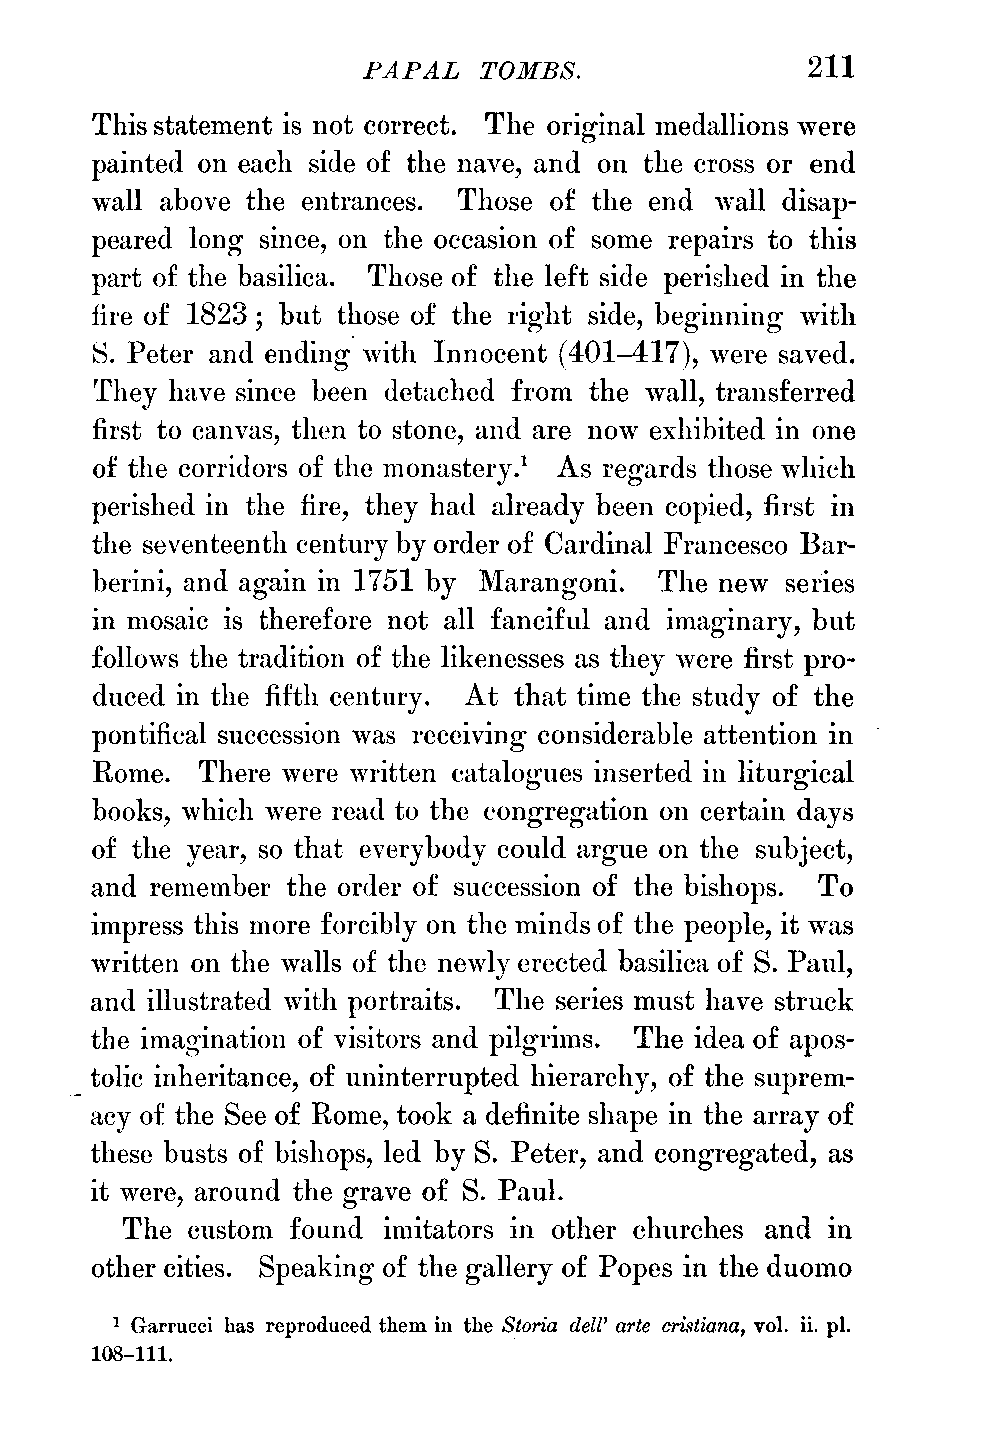 PAPAL TOMBS. 211
This statement is not correct. The original medallions were
painted on each side of the nave, and on the cross or end
wall above the entrances. Those of the end wall disap-
peared long since, on the occasion of some repairs to this
part of the basilica. Those of the left side perished in the
fire of 1823; but those of the right side, beginning with
S. Peter and ending with Innocent (401–417), were saved.
They have since been detached from the wall, transferred
first to canvas, then to stone, and are now exhibited in one
of the corridors of the monastery.¹ As regards those which
perished in the fire, they had already been copied, first in
the seventeenth century by order of Cardinal Francesco Bar-
berini, and again in 1751 by Marangoni. The new series
in mosaic is therefore not all fanciful and imaginary, but
follows the tradition of the likenesses as they were first pro-
duced in the fifth century. At that time the study of the
pontifical succession was receiving considerable attention in
Rome. There were written catalogues inserted in liturgical
books, which were read to the congregation on certain days
of the year, so that everybody could argue on the subject,
and remember the order of succession of the bishops. To
impress this more forcibly on the minds of the people, it was
written on the walls of the newly erected basilica of S. Paul,
and illustrated with portraits. The series must have struck
the imagination of visitors and pilgrims. The idea of apos-
tolic inheritance, of uninterrupted hierarchy, of the suprem-
acy of the See of Rome, took a definite shape in the array of
these busts of bishops, led by S. Peter, and congregated, as
it were, around the grave of S. Paul.
The custom found imitators in other churches and in
other cities. Speaking of the gallery of Popes in the duomo
¹ Garrucci has reproduced them in the Storia dell' arte cristiana, vol. ii. pl.
108–111.